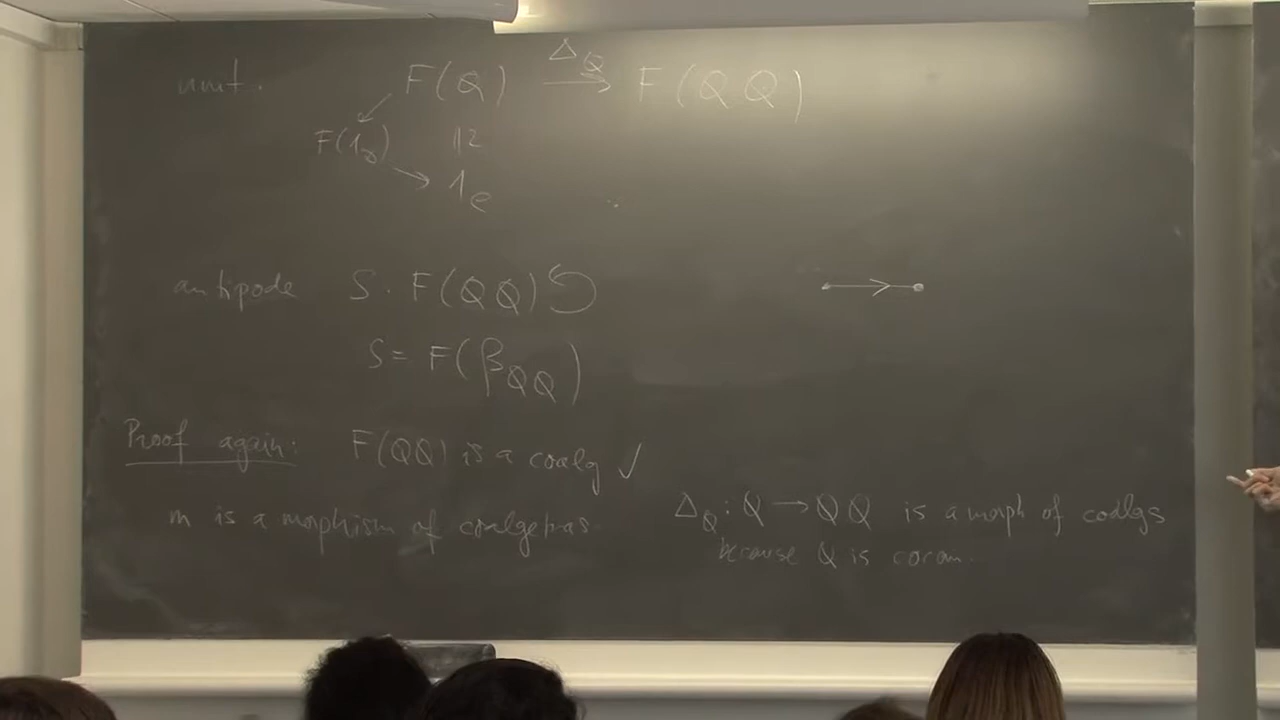 unit. F(Q) —Δ_Q→ F(QQ)
F(1_D) ↙ ||2
↘ 1_e
antipode S. F(QQ) ↺
S = F(β_QQ)
Proof again: F(QQ) is a coalg ✓
m is a morphism of coalgebras
Δ_Q : Q → QQ is a morph of coalgs
because Q is cocom.